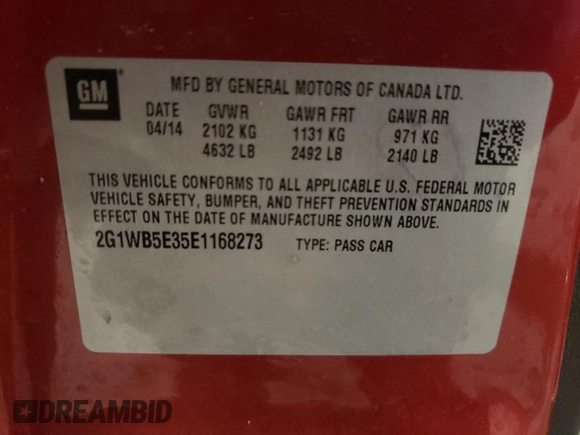 GM
MFD BY GENERAL MOTORS OF CANADA LTD.
DATE GVWR GAWR FRT GAWR RR
04/14 2102 KG 1131 KG 971 KG
4632 LB 2492 LB 2140 LB
THIS VEHICLE CONFORMS TO ALL APPLICABLE U.S. FEDERAL MOTOR
VEHICLE SAFETY, BUMPER, AND THEFT PREVENTION STANDARDS IN
EFFECT ON THE DATE OF MANUFACTURE SHOWN ABOVE.
2G1WB5E35E1168273 TYPE: PASS CAR
DREAMBID